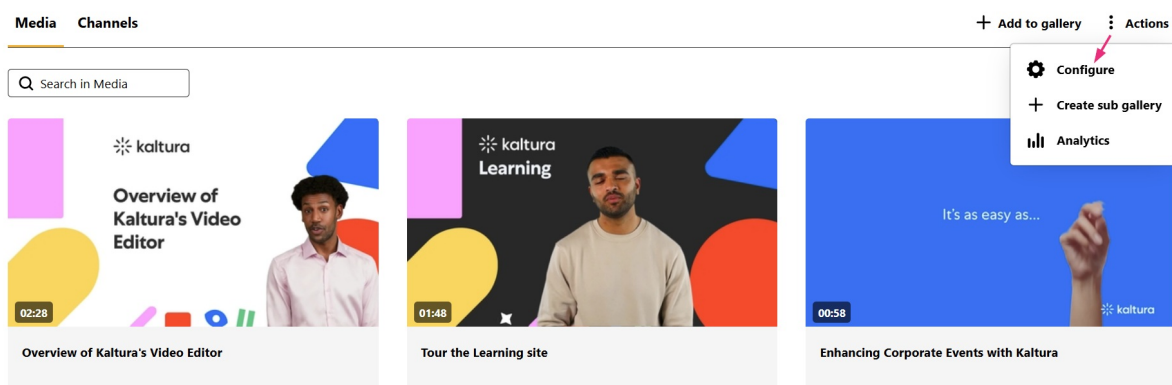 Media Channels + Add to gallery Actions
Search in Media
Configure
Create sub gallery
Analytics
kaltura
Overview of
Kaltura's Video
Editor
02:28
kaltura
Learning
01:48
It's as easy as...
00:58
kaltura
Overview of Kaltura's Video Editor
Tour the Learning site
Enhancing Corporate Events with Kaltura